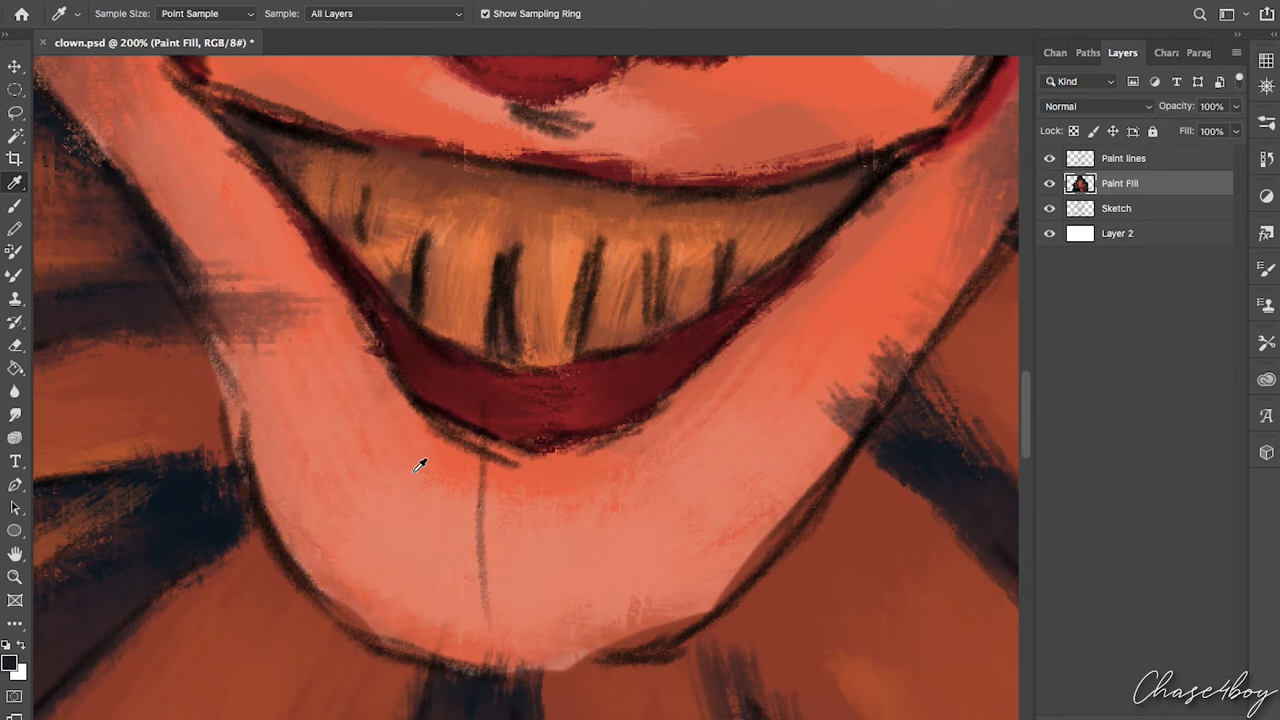 Sample Size: Point Sample Sample: All Layers Show Sampling Ring
clown.psd @ 200% (Paint FIll, RGB/8#) *
Chan Paths Layers Chara Parag
Kind
Normal Opacity: 100%
Lock: Fill: 100%
Paint lines
Paint FIll
Sketch
Layer 2
Chase4boy